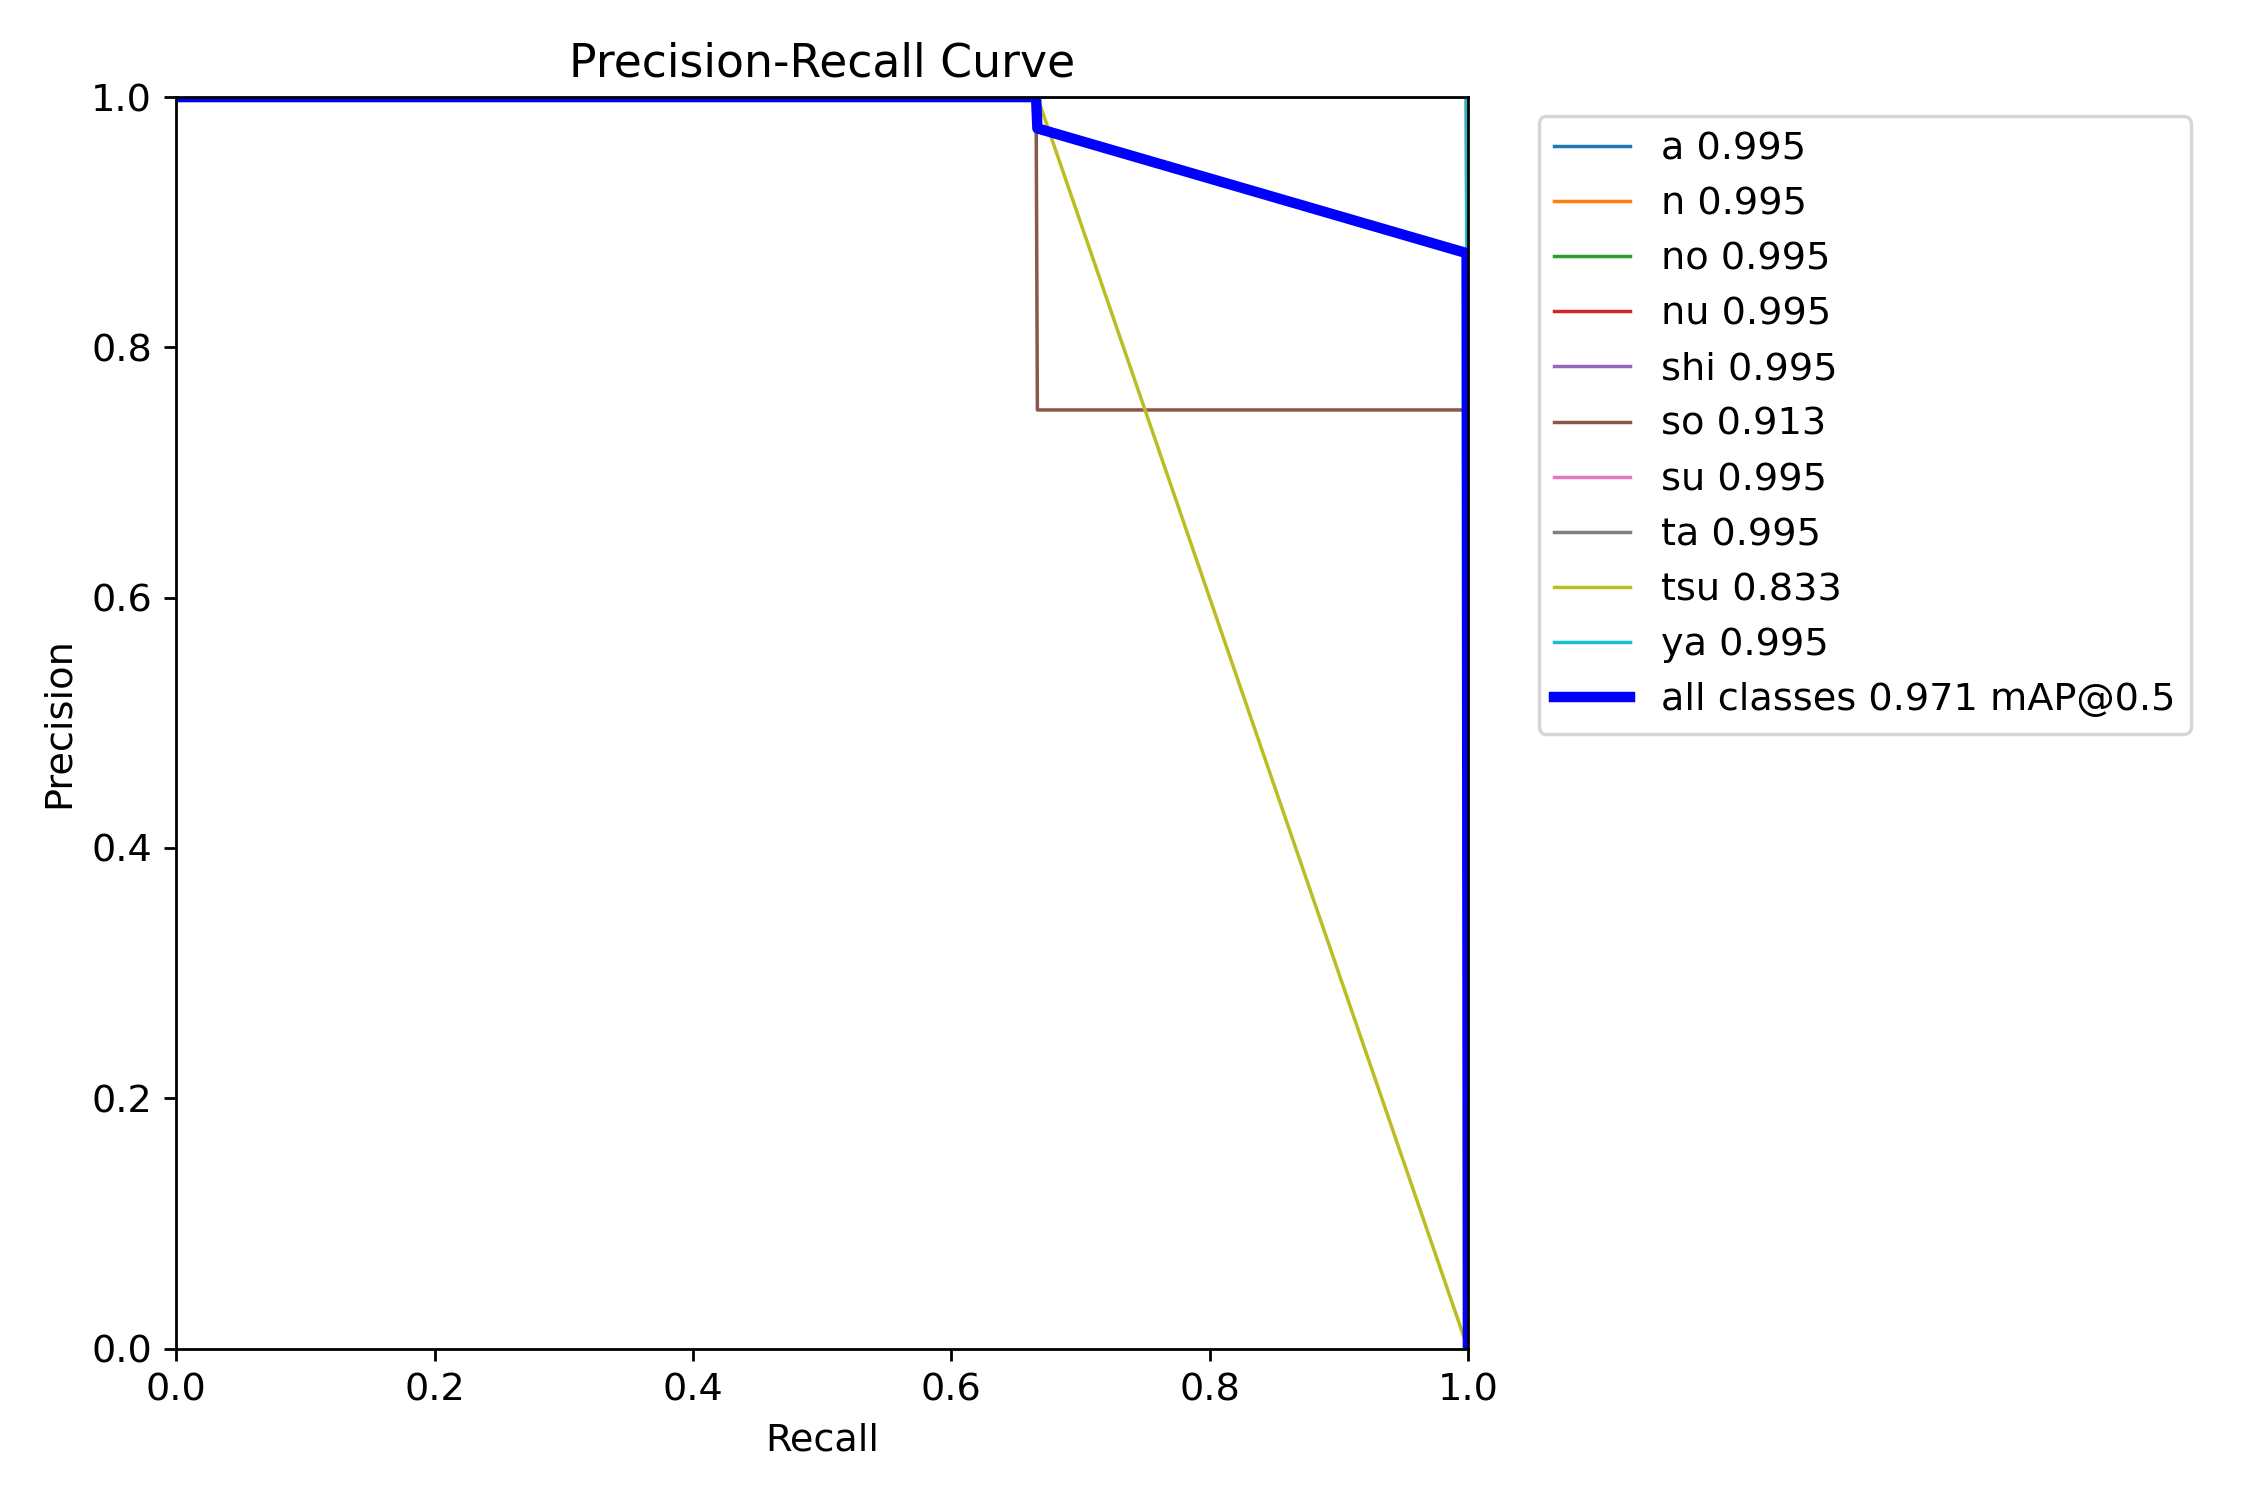 Precision-Recall Curve
1.0
0.8
0.6
0.4
0.2
0.0
Precision
0.0 0.2 0.4 0.6 0.8 1.0
Recall
a 0.995
n 0.995
no 0.995
nu 0.995
shi 0.995
so 0.913
su 0.995
ta 0.995
tsu 0.833
ya 0.995
all classes 0.971 mAP@0.5